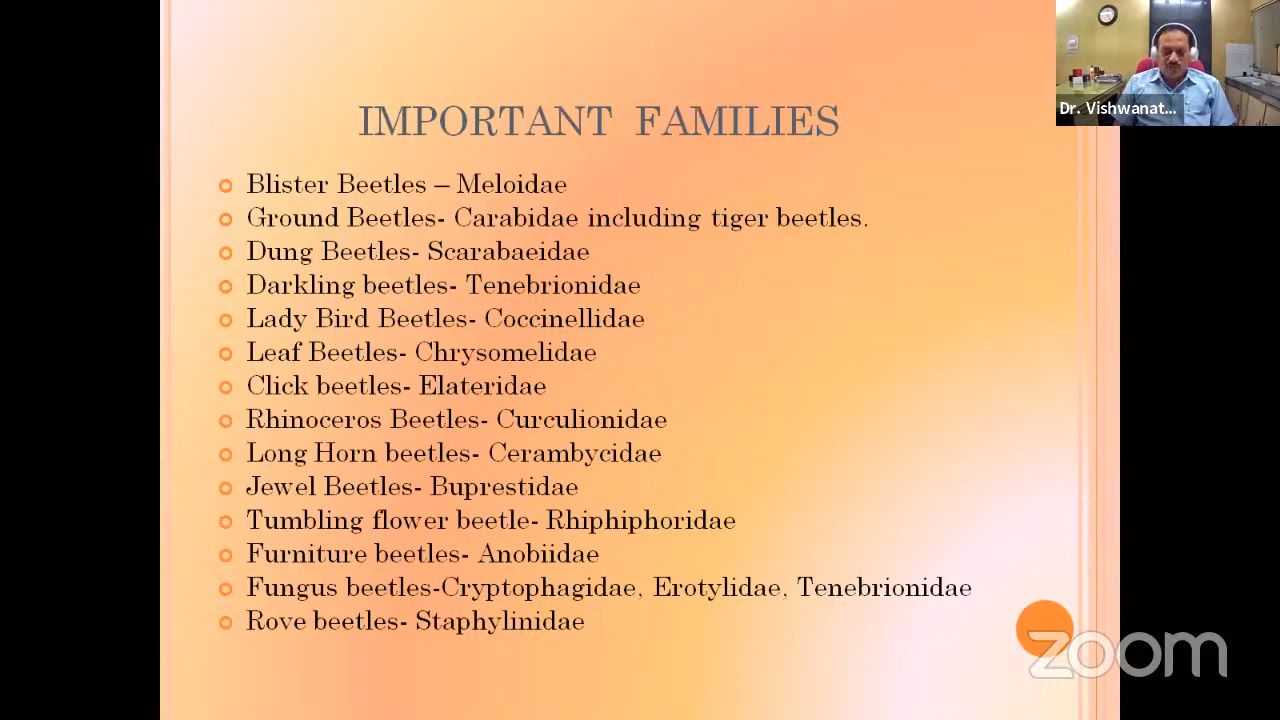 IMPORTANT FAMILIES
Dr. Vishwanat...
Blister Beetles – Meloidae
Ground Beetles- Carabidae including tiger beetles.
Dung Beetles- Scarabaeidae
Darkling beetles- Tenebrionidae
Lady Bird Beetles- Coccinellidae
Leaf Beetles- Chrysomelidae
Click beetles- Elateridae
Rhinoceros Beetles- Curculionidae
Long Horn beetles- Cerambycidae
Jewel Beetles- Buprestidae
Tumbling flower beetle- Rhiphiphoridae
Furniture beetles- Anobiidae
Fungus beetles-Cryptophagidae, Erotylidae, Tenebrionidae
Rove beetles- Staphylinidae
zoom